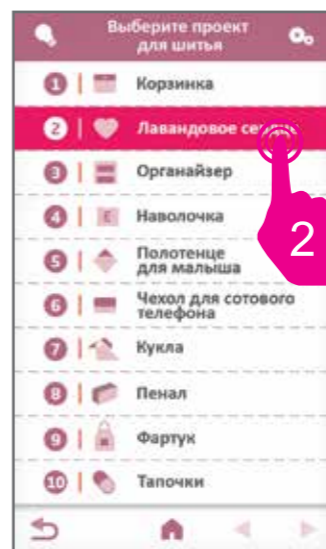 Выберите проект
для шитья
1 Корзинка
2 Лавандовое
3 Органайзер
4 E Наволочка
5 Полотенце
для малыша
6 Чехол для сотового
телефона
7 Кукла
8 Пенал
9 Фартук
10 Тапочки
2